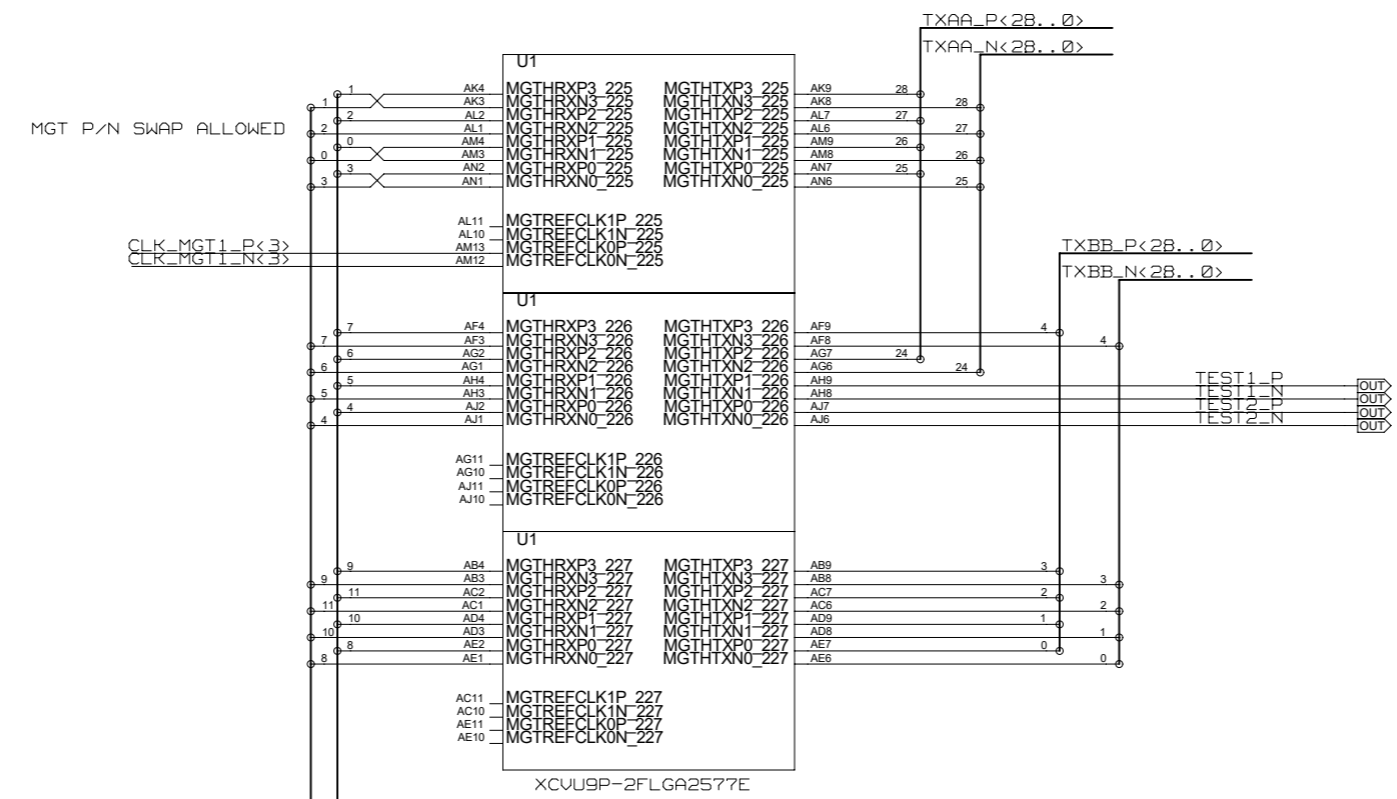 TXAA_P<28..0>
TXAA_N<28..0>
MGT P/N SWAP ALLOWED
U1
1 AK4 MGTHRXP3_225 MGTHTXP3_225 AK9 28
1 AK3 MGTHRXN3_225 MGTHTXN3_225 AK8 28
2 AL2 MGTHRXP2_225 MGTHTXP2_225 AL7 27
2 AL1 MGTHRXN2_225 MGTHTXN2_225 AL6 27
0 AM4 MGTHRXP1_225 MGTHTXP1_225 AM9 26
0 AM3 MGTHRXN1_225 MGTHTXN1_225 AM8 26
3 AN2 MGTHRXP0_225 MGTHTXP0_225 AN7 25
3 AN1 MGTHRXN0_225 MGTHTXN0_225 AN6 25
AL11 MGTREFCLK1P_225
AL10 MGTREFCLK1N_225
CLK_MGT1_P<3> AM13 MGTREFCLK0P_225
CLK_MGT1_N<3> AM12 MGTREFCLK0N_225
TXBB_P<28..0>
TXBB_N<28..0>
U1
7 AF4 MGTHRXP3_226 MGTHTXP3_226 AF9 4
7 AF3 MGTHRXN3_226 MGTHTXN3_226 AF8 4
6 AG2 MGTHRXP2_226 MGTHTXP2_226 AG7 24
6 AG1 MGTHRXN2_226 MGTHTXN2_226 AG6 24
5 AH4 MGTHRXP1_226 MGTHTXP1_226 AH9 TEST1_P OUT
5 AH3 MGTHRXN1_226 MGTHTXN1_226 AH8 TEST1_N OUT
4 AJ2 MGTHRXP0_226 MGTHTXP0_226 AJ7 TEST2_P OUT
4 AJ1 MGTHRXN0_226 MGTHTXN0_226 AJ6 TEST2_N OUT
AG11 MGTREFCLK1P_226
AG10 MGTREFCLK1N_226
AJ11 MGTREFCLK0P_226
AJ10 MGTREFCLK0N_226
U1
9 AB4 MGTHRXP3_227 MGTHTXP3_227 AB9 3
9 AB3 MGTHRXN3_227 MGTHTXN3_227 AB8 3
11 AC2 MGTHRXP2_227 MGTHTXP2_227 AC7 2
11 AC1 MGTHRXN2_227 MGTHTXN2_227 AC6 2
10 AD4 MGTHRXP1_227 MGTHTXP1_227 AD9 1
10 AD3 MGTHRXN1_227 MGTHTXN1_227 AD8 1
8 AE2 MGTHRXP0_227 MGTHTXP0_227 AE7 0
8 AE1 MGTHRXN0_227 MGTHTXN0_227 AE6 0
AC11 MGTREFCLK1P_227
AC10 MGTREFCLK1N_227
AE11 MGTREFCLK0P_227
AE10 MGTREFCLK0N_227
XCVU9P-2FLGA2577E